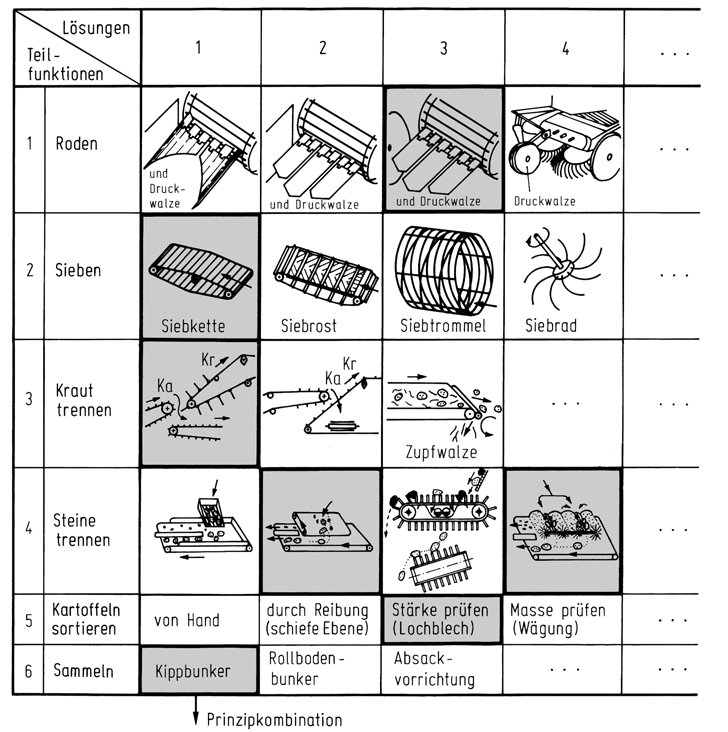 Lösungen
Teil-
funktionen
1
2
3
4
. . .
1
Roden
und
Druck-
walze
und Druckwalze
und Druckwalze
Druckwalze
. . .
2
Sieben
Siebkette
Siebrost
Siebtrommel
Siebrad
. . .
3
Kraut
trennen
Kr
Ka
Kr
Ka
Zupfwalze
. . .
. . .
4
Steine
trennen
. . .
5
Kartoffeln
sortieren
von Hand
durch Reibung
(schiefe Ebene)
Stärke prüfen
(Lochblech)
Masse prüfen
(Wägung)
. . .
6
Sammeln
Kippbunker
Rollboden-
bunker
Absack-
vorrichtung
. . .
. . .
Prinzipkombination